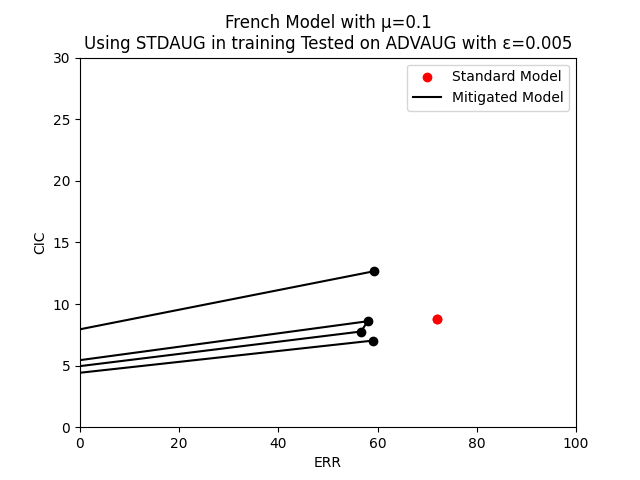 French Model with μ=0.1
Using STDAUG in training Tested on ADVAUG with ε=0.005
30
25
20
15
10
5
0
CIC
Standard Model
Mitigated Model
0 20 40 60 80 100
ERR